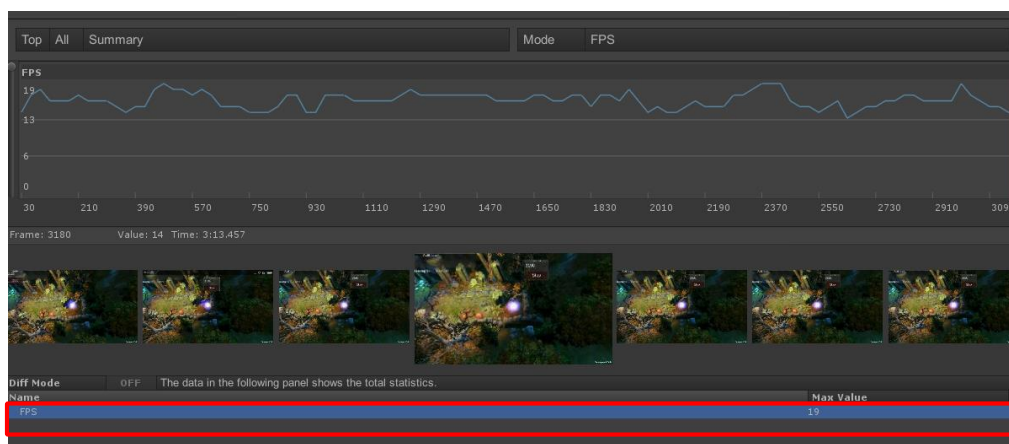 Top All Summary Mode FPS
FPS
19
13
6
0
30 210 390 570 750 930 1110 1290 1470 1650 1830 2010 2190 2370 2550 2730 2910 309
Frame: 3180 Value: 14 Time: 3:13.457
Diff Mode OFF The data in the following panel shows the total statistics.
Name Max Value
FPS 19